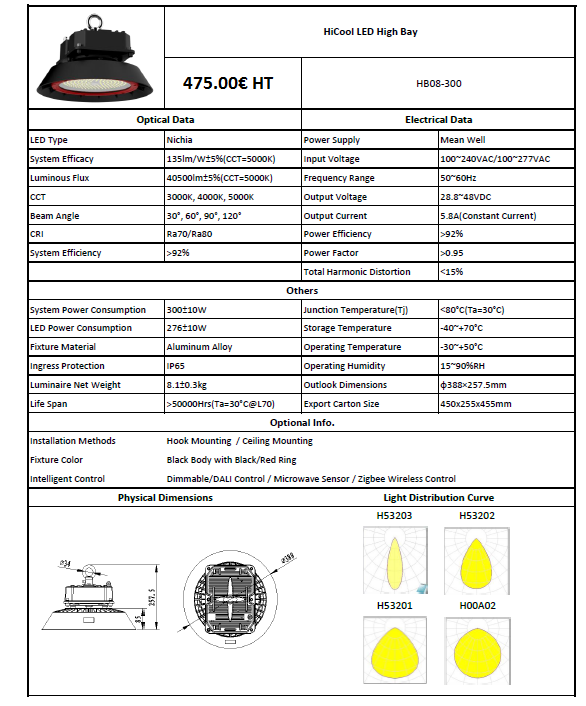 HiCool LED High Bay
475.00€ HT
HB08-300
Optical Data
Electrical Data
LED Type Nichia Power Supply Mean Well
System Efficacy 135lm/W±5%(CCT=5000K) Input Voltage 100~240VAC/100~277VAC
Luminous Flux 40500lm±5%(CCT=5000K) Frequency Range 50~60Hz
CCT 3000K, 4000K, 5000K Output Voltage 28.8~48VDC
Beam Angle 30°, 60°, 90°, 120° Output Current 5.8A(Constant Current)
CRI Ra70/Ra80 Power Efficiency >92%
System Efficiency >92% Power Factor >0.95
Total Harmonic Distortion <15%
Others
System Power Consumption 300±10W Junction Temperature(Tj) <80°C(Ta=30°C)
LED Power Consumption 276±10W Storage Temperature -40~+70°C
Fixture Material Aluminum Alloy Operating Temperature -30~+50°C
Ingress Protection IP65 Operating Humidity 15~90%RH
Luminaire Net Weight 8.1±0.3kg Outlook Dimensions ф388×257.5mm
Life Span >50000Hrs(Ta=30°C@L70) Export Carton Size 450x255x455mm
Optional Info.
Installation Methods Hook Mounting / Ceiling Mounting
Fixture Color Black Body with Black/Red Ring
Intelligent Control Dimmable/DALI Control / Microwave Sensor / Zigbee Wireless Control
Physical Dimensions Light Distribution Curve
H53203 H53202
Ø34
257.5
85
Ø388
H53201 H00A02